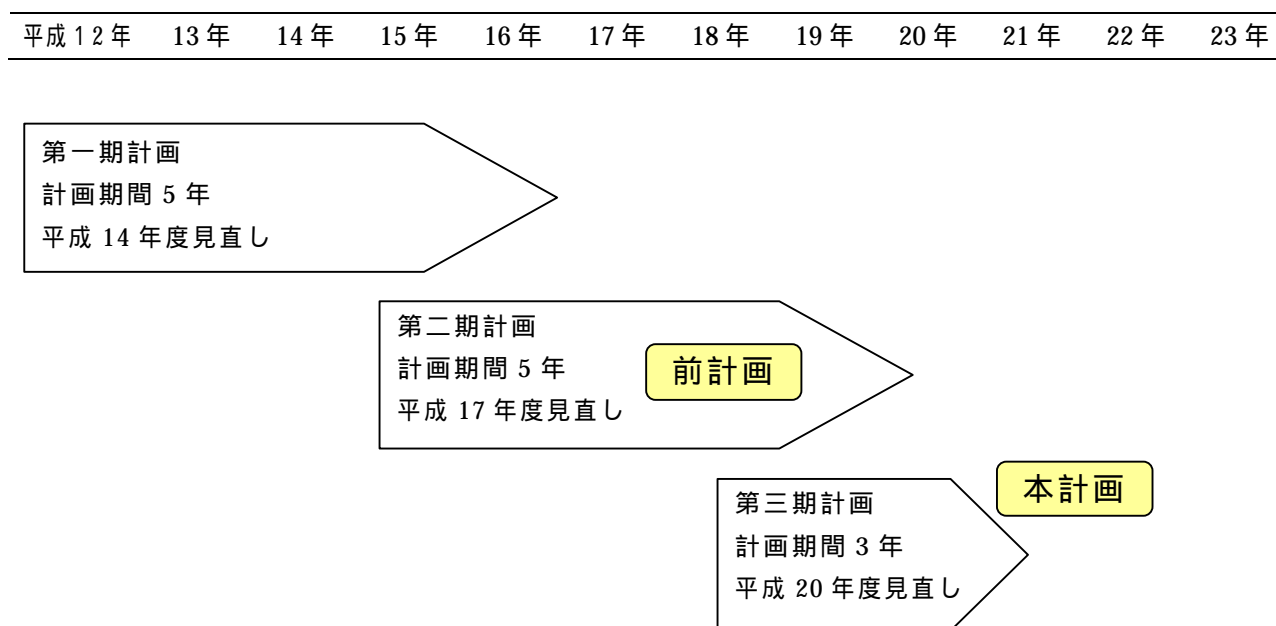 平成12年 13年 14年 15年 16年 17年 18年 19年 20年 21年 22年 23年
第一期計画
計画期間 5 年
平成 14 年度見直し
第二期計画
計画期間 5 年
平成 17 年度見直し
前計画
本計画
第三期計画
計画期間 3 年
平成 20 年度見直し